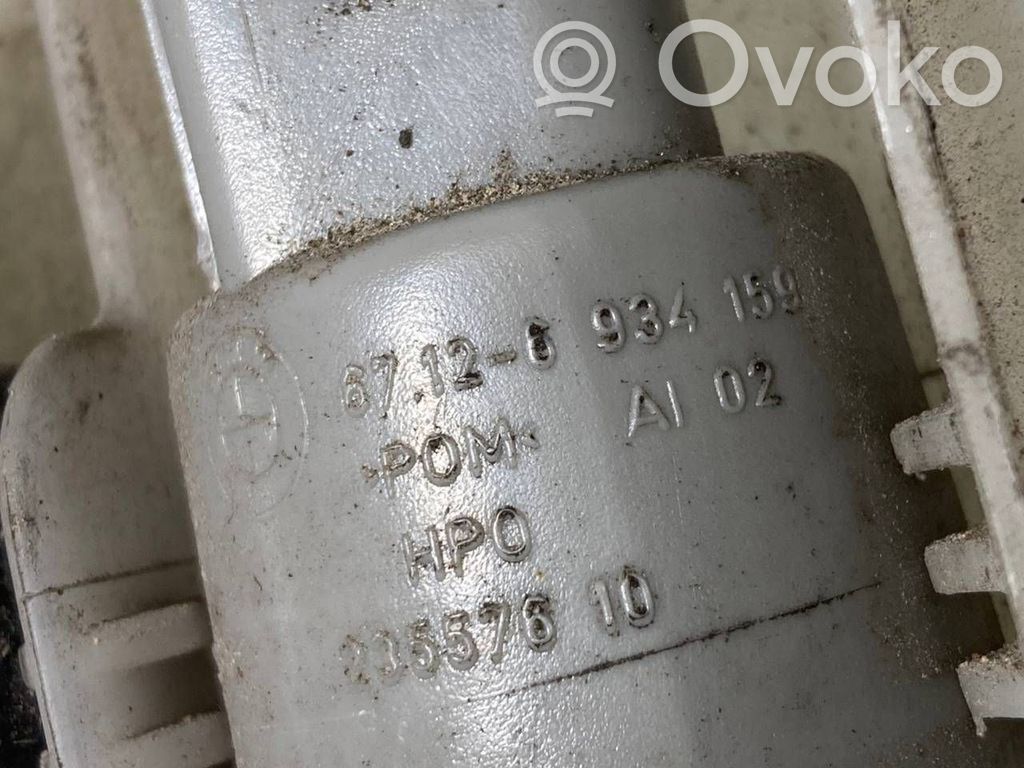 Ovoko
67.12-6 934 159
>POM< AI 02
HPO
235576 10